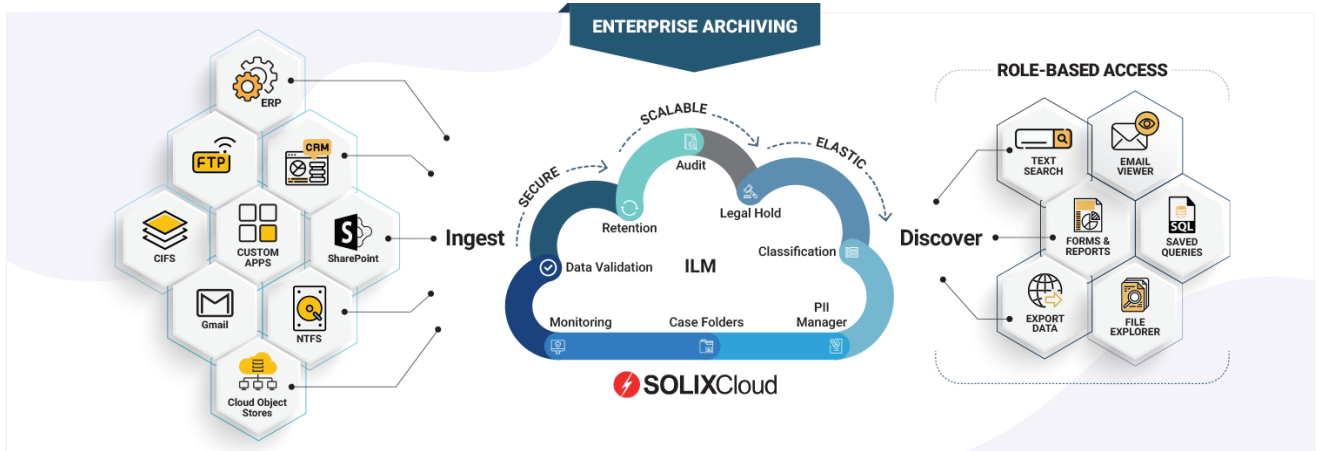 ENTERPRISE ARCHIVING
ERP
FTP
CRM
CIFS
CUSTOM
APPS
S
SharePoint
Gmail
NTFS
Cloud Object
Stores
Ingest
SECURE
SCALABLE
ELASTIC
Audit
Retention
Legal Hold
Data Validation
ILM
Classification
Monitoring
Case Folders
PII
Manager
SOLIXCloud
Discover
ROLE-BASED ACCESS
TEXT
SEARCH
EMAIL
VIEWER
FORMS &
REPORTS
SQL
SAVED
QUERIES
EXPORT
DATA
FILE
EXPLORER